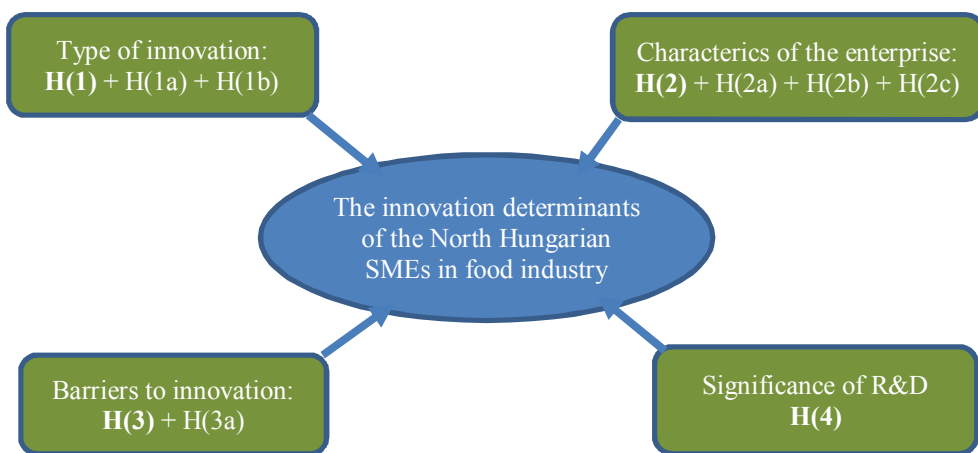 Type of innovation:
H(1) + H(1a) + H(1b)
Characterics of the enterprise:
H(2) + H(2a) + H(2b) + H(2c)
The innovation determinants
of the North Hungarian
SMEs in food industry
Barriers to innovation:
H(3) + H(3a)
Significance of R&D
H(4)